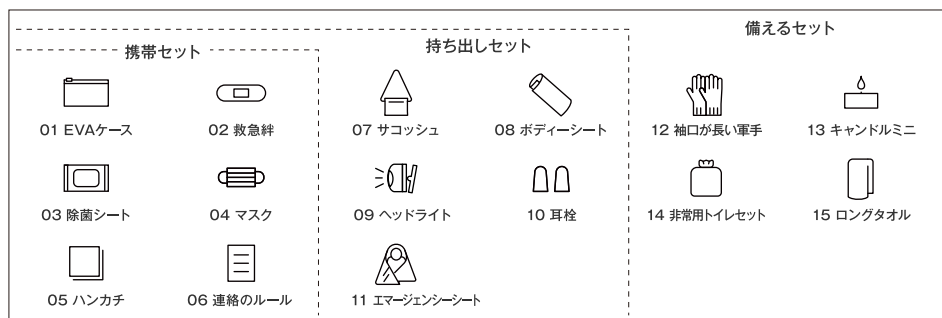 備えるセット
持ち出しセット
携帯セット
01 EVAケース
02 救急絆
07 サコッシュ
08 ボディーシート
12 袖口が長い軍手
13 キャンドルミニ
03 除菌シート
04 マスク
09 ヘッドライト
10 耳栓
14 非常用トイレセット
15 ロングタオル
05 ハンカチ
06 連絡のルール
11 エマージェンシーシート